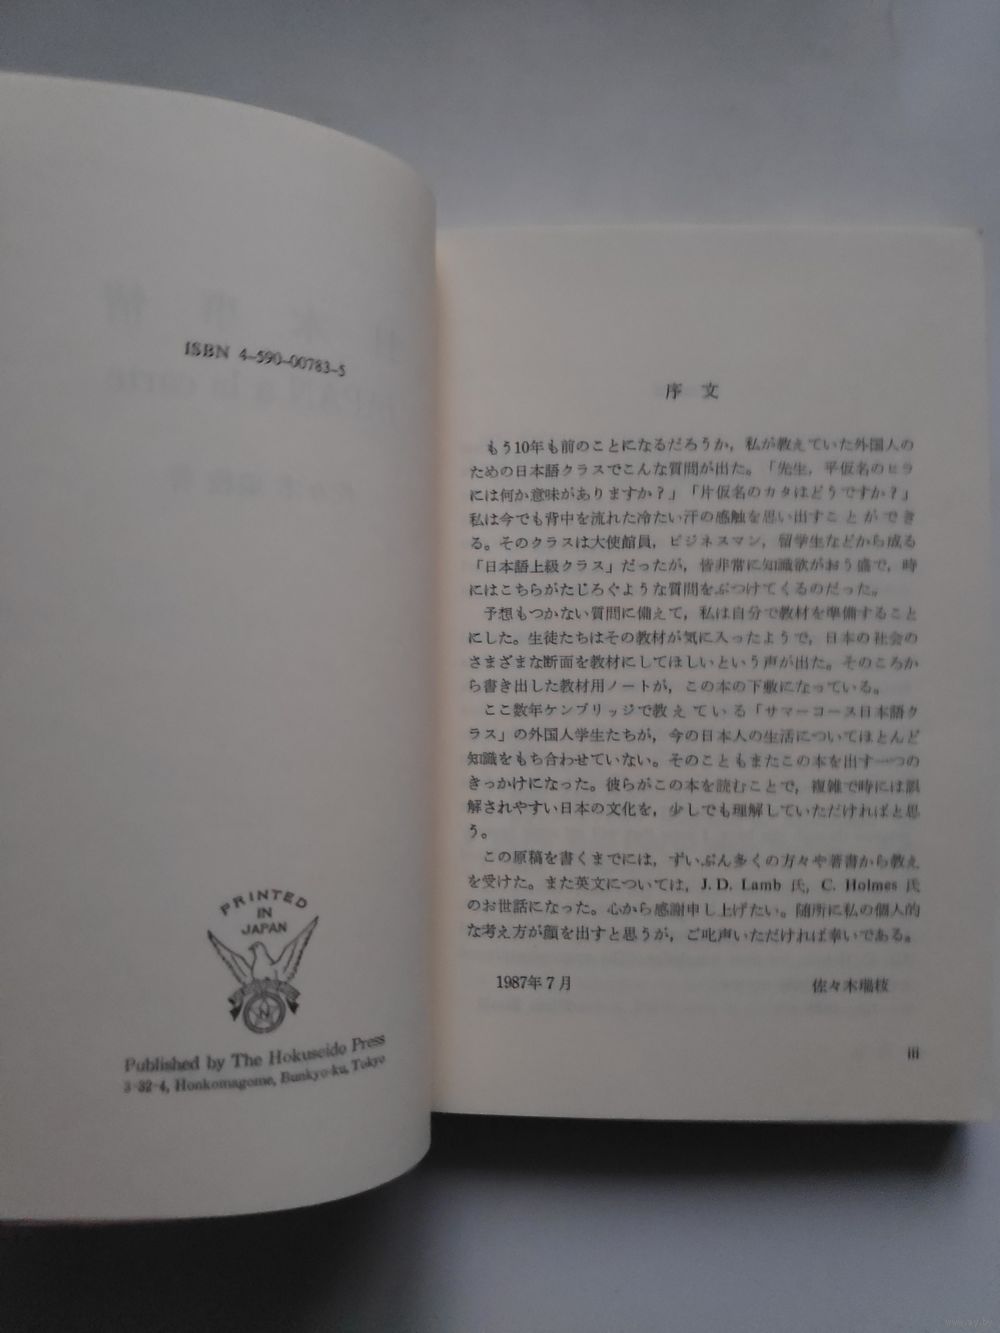 ISBN 4-590-00783-5
PRINTED
IN
JAPAN
N
Published by The Hokuseido Press
3-32-4, Honkomagome, Bunkyo-ku, Tokyo
序文
もう10年も前のことになるだろうか，私が教えていた外国人の
ための日本語クラスでこんな質問が出た。「先生，平仮名のヒラ
には何か意味がありますか？」「片仮名のカタはどうですか？」
私は今でも背中を流れた冷たい汗の感触を思い出すことができ
る。そのクラスは大使館員，ビジネスマン，留学生などから成る
「日本語上級クラス」だったが，皆非常に知識欲がおう盛で，時
にはこちらがたじろぐような質問をぶつけてくるのだった。
予想もつかない質問に備えて，私は自分で教材を準備すること
にした。生徒たちはその教材が気に入ったようで，日本の社会の
さまざまな断面を教材にしてほしいという声が出た。そのころか
ら書き出した教材用ノートが，この本の下敷になっている。
ここ数年ケンブリッジで教えている「サマーコース日本語ク
ラス」の外国人学生たちが，今の日本人の生活についてほとんど
知識をもち合わせていない。そのこともまたこの本を出す一つの
きっかけになった。彼らがこの本を読むことで，複雑で時には誤
解されやすい日本の文化を，少しでも理解していただければと思
う。
この原稿を書くまでには，ずいぶん多くの方々や著書から教え
を受けた。また英文については，J. D. Lamb 氏，C. Holmes 氏
のお世話になった。心から感謝申し上げたい。随所に私の個人的
な考え方が顔を出すと思うが，ご叱声いただければ幸いである。
1987年7月 佐々木瑞枝
iii